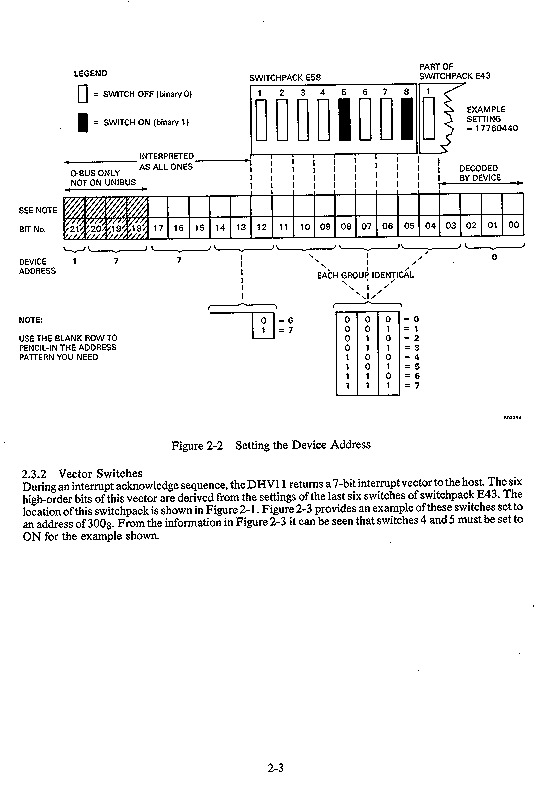 LEGEND
= SWITCH OFF (binary 0)
= SWITCH ON (binary 1)
SWITCHPACK E58
1 2 3 4 5 6 7 8
PART OF
SWITCHPACK E43
1
EXAMPLE
SETTING
= 17760440
INTERPRETED
AS ALL ONES
Q-BUS ONLY
NOT ON UNIBUS
DECODED
BY DEVICE
SEE NOTE
BIT No. 21 20 19 18 17 16 15 14 13 12 11 10 09 08 07 06 05 04 03 02 01 00
DEVICE
ADDRESS
1 7 7 0
EACH GROUP IDENTICAL
NOTE:
USE THE BLANK ROW TO
PENCIL-IN THE ADDRESS
PATTERN YOU NEED
0 = 6
1 = 7
0 0 0 = 0
0 0 1 = 1
0 1 0 = 2
0 1 1 = 3
1 0 0 = 4
1 0 1 = 5
1 1 0 = 6
1 1 1 = 7
Figure 2-2 Setting the Device Address
2.3.2 Vector Switches
During an interrupt acknowledge sequence, the DHV11 returns a 7-bit interrupt vector to the host. The six
high-order bits of this vector are derived from the settings of the last six switches of switchpack E43. The
location of this switchpack is shown in Figure 2-1. Figure 2-3 provides an example of these switches set to
an address of 300₈. From the information in Figure 2-3 it can be seen that switches 4 and 5 must be set to
ON for the example shown.
2-3